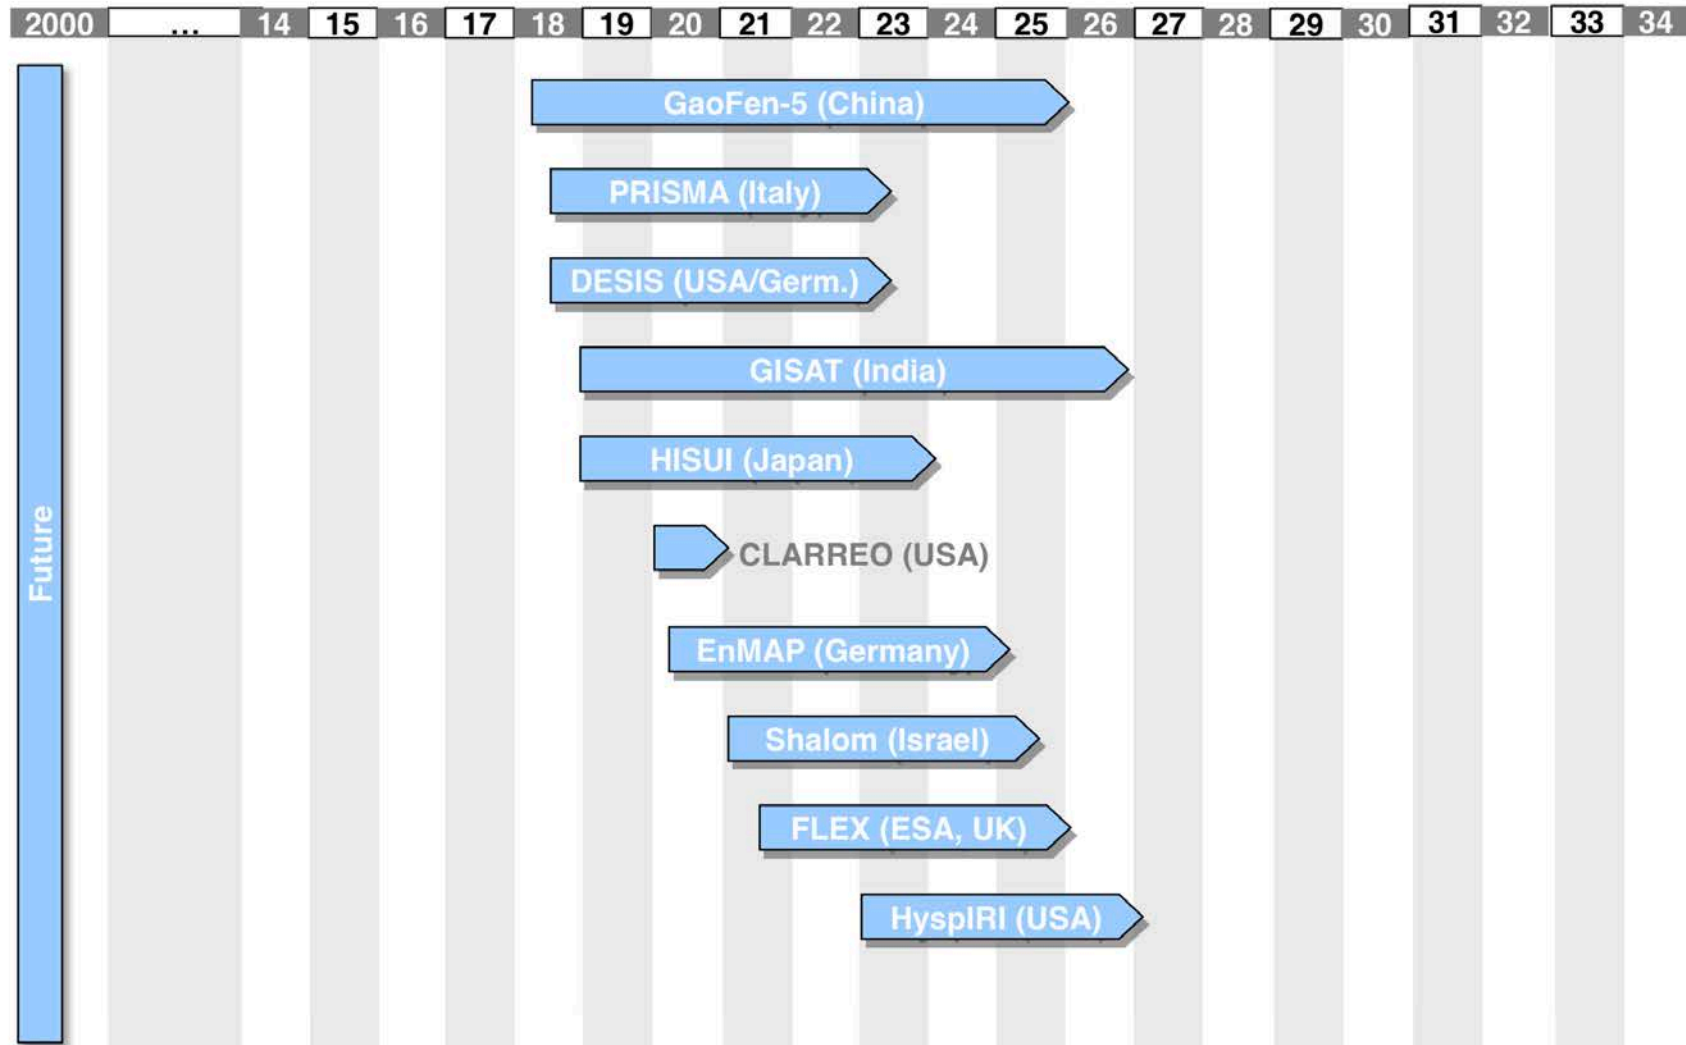 2000 ... 14 15 16 17 18 19 20 21 22 23 24 25 26 27 28 29 30 31 32 33 34
Future
GaoFen-5 (China)
PRISMA (Italy)
DESIS (USA/Germ.)
GISAT (India)
HISUI (Japan)
CLARREO (USA)
EnMAP (Germany)
Shalom (Israel)
FLEX (ESA, UK)
HyspIRI (USA)